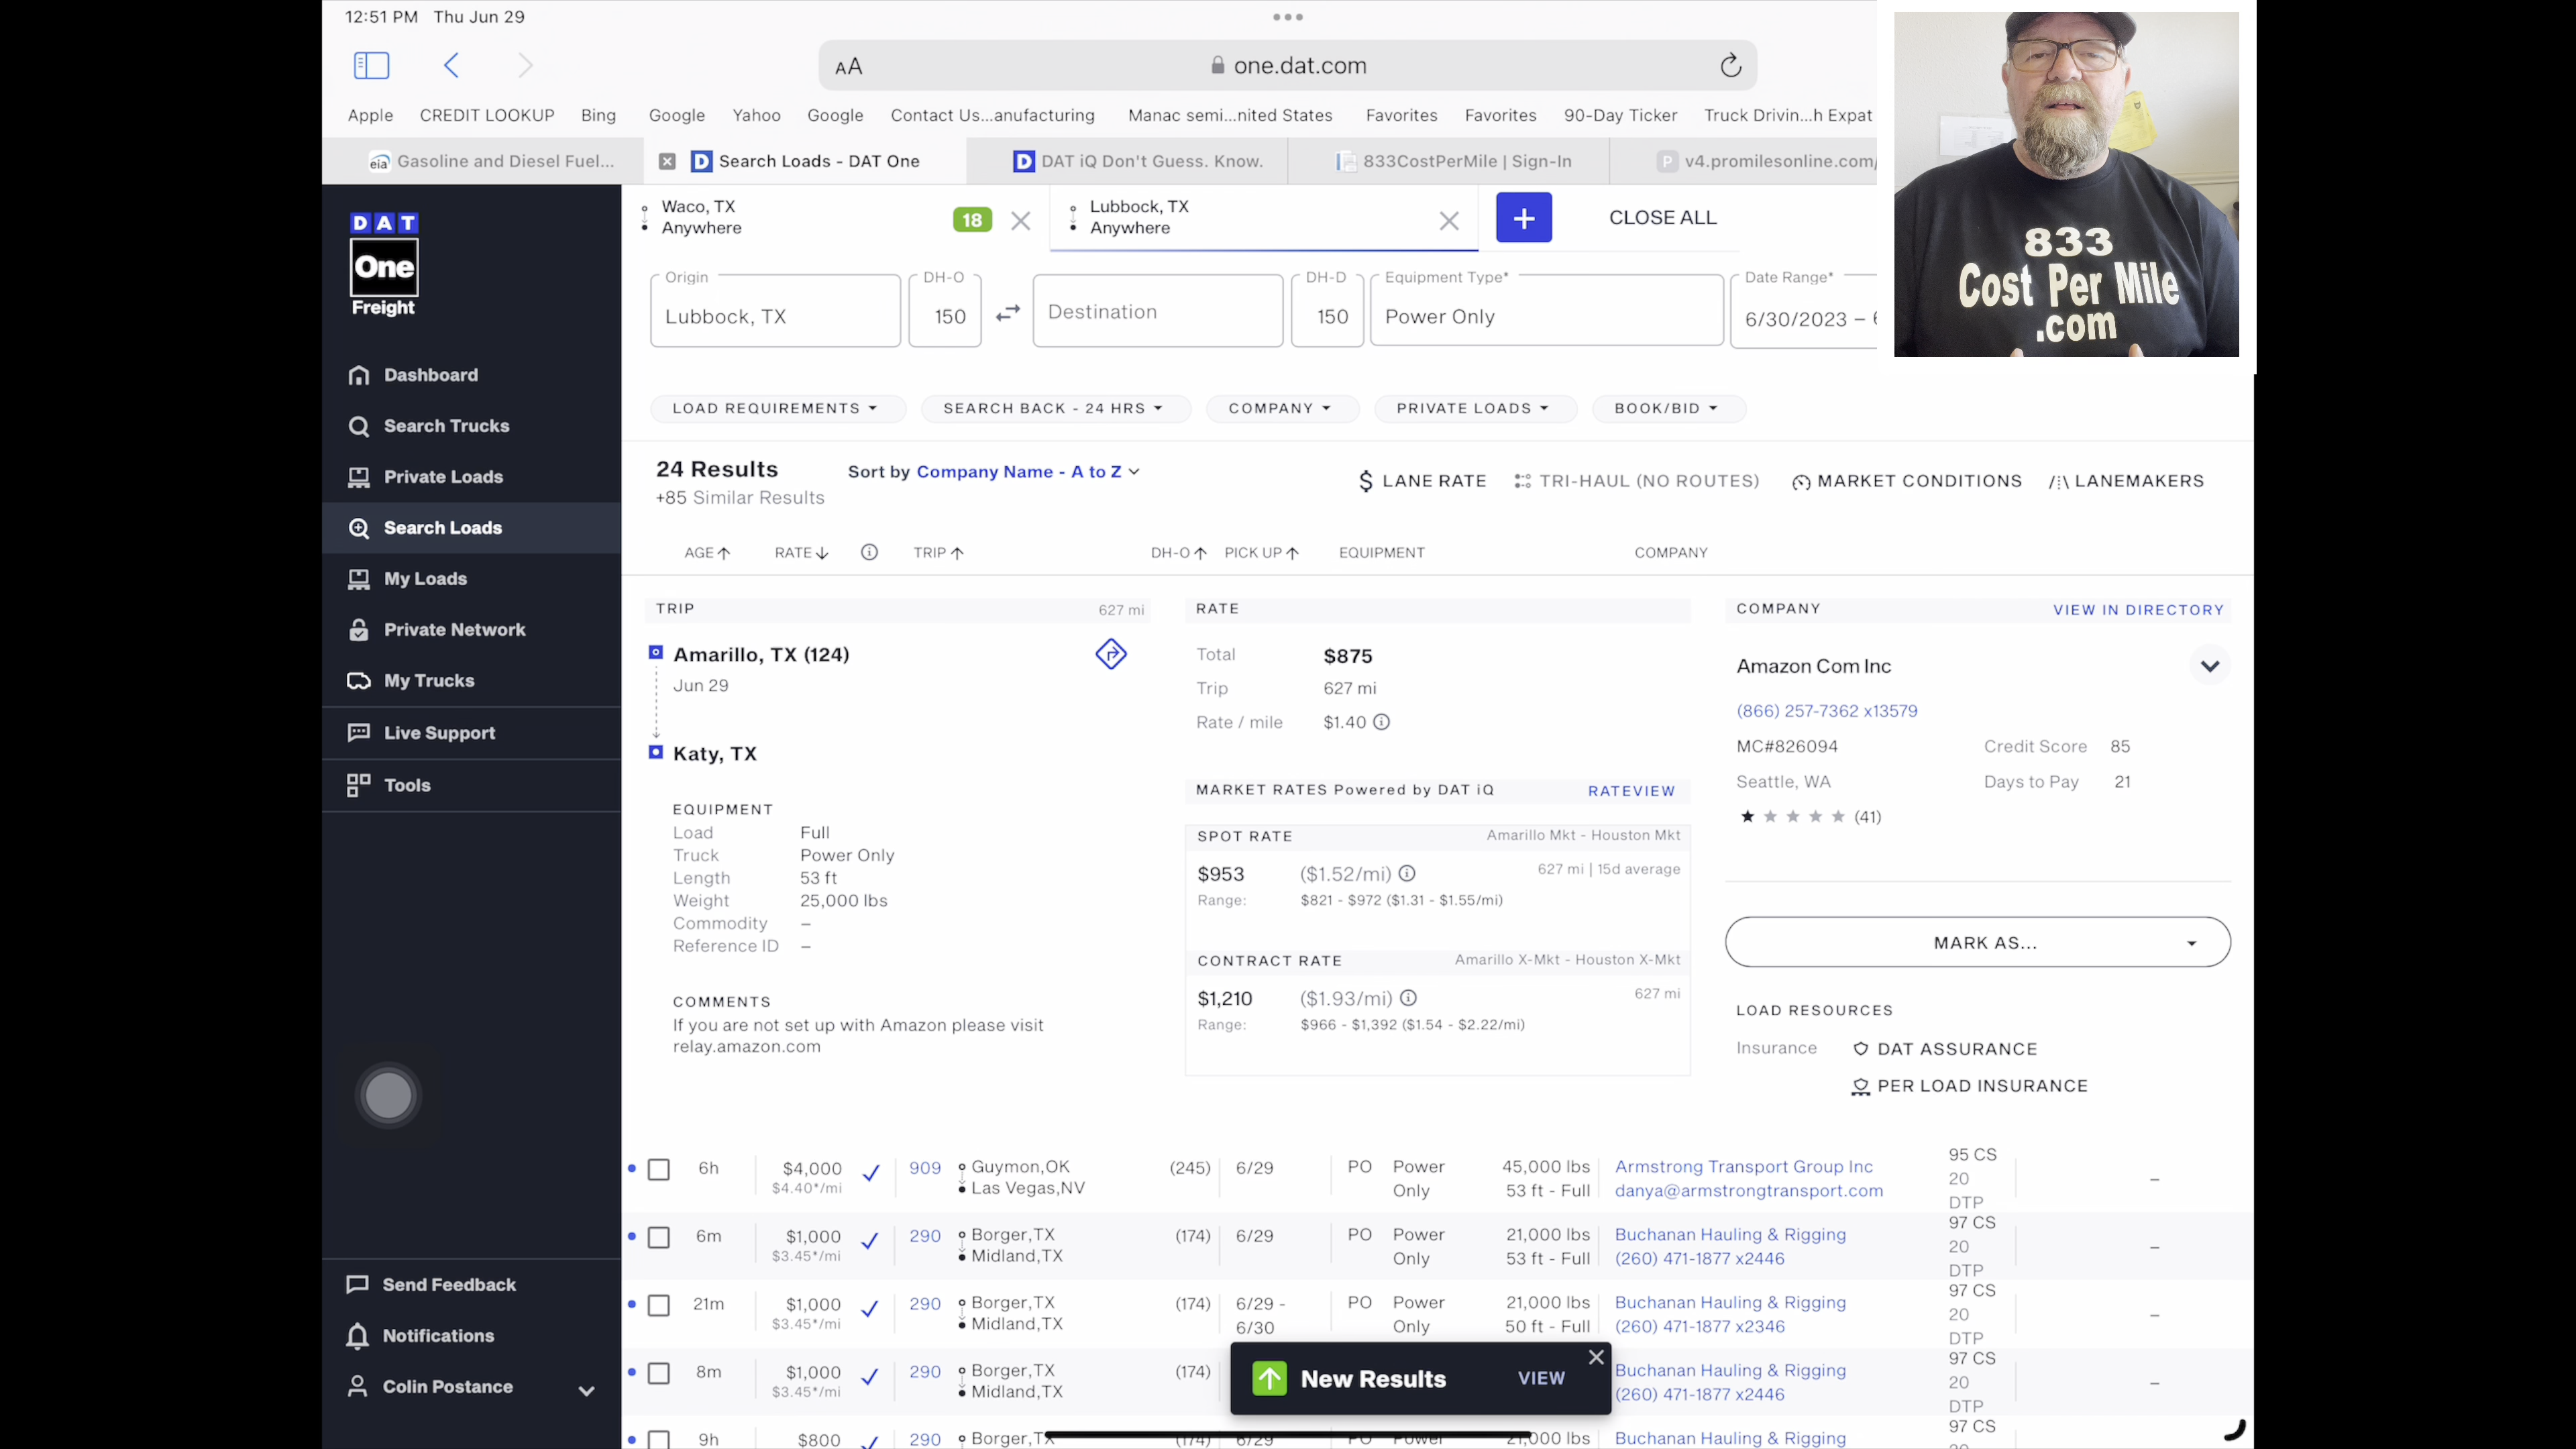 12:51 PM Thu Jun 29
AA one.dat.com
Apple CREDIT LOOKUP Bing Google Yahoo Google Contact Us...anufacturing Manac semi...nited States Favorites Favorites 90-Day Ticker Truck Drivin...h Expat
eia Gasoline and Diesel Fuel... D Search Loads - DAT One D DAT iQ Don't Guess. Know. 833CostPerMile | Sign-In P v4.promilesonline.com/
833
Cost Per Mile
.com
DAT
One
Freight
Dashboard
Search Trucks
Private Loads
Search Loads
My Loads
Private Network
My Trucks
Live Support
Tools
Send Feedback
Notifications
Colin Postance
Waco, TX
Anywhere
18
Lubbock, TX
Anywhere
+ CLOSE ALL
Origin DH-O DH-D Equipment Type* Date Range*
Lubbock, TX 150 Destination 150 Power Only 6/30/2023 –
LOAD REQUIREMENTS SEARCH BACK - 24 HRS COMPANY PRIVATE LOADS BOOK/BID
24 Results Sort by Company Name - A to Z
+85 Similar Results
$ LANE RATE TRI-HAUL (NO ROUTES) MARKET CONDITIONS LANEMAKERS
AGE RATE TRIP DH-O PICK UP EQUIPMENT COMPANY
TRIP 627 mi
Amarillo, TX (124)
Jun 29
Katy, TX
EQUIPMENT
Load Full
Truck Power Only
Length 53 ft
Weight 25,000 lbs
Commodity –
Reference ID –
COMMENTS
If you are not set up with Amazon please visit
relay.amazon.com
RATE
Total $875
Trip 627 mi
Rate / mile $1.40
MARKET RATES Powered by DAT iQ RATEVIEW
SPOT RATE Amarillo Mkt - Houston Mkt
$953 ($1.52/mi) 627 mi | 15d average
Range: $821 - $972 ($1.31 - $1.55/mi)
CONTRACT RATE Amarillo X-Mkt - Houston X-Mkt
$1,210 ($1.93/mi) 627 mi
Range: $966 - $1,392 ($1.54 - $2.22/mi)
COMPANY VIEW IN DIRECTORY
Amazon Com Inc
(866) 257-7362 x13579
MC#826094 Credit Score 85
Seattle, WA Days to Pay 21
(41)
MARK AS...
LOAD RESOURCES
Insurance DAT ASSURANCE
PER LOAD INSURANCE
6h $4,000 909 Guymon,OK (245) 6/29 PO Power 45,000 lbs Armstrong Transport Group Inc 95 CS
$4.40*/mi Las Vegas,NV Only 53 ft - Full danya@armstrongtransport.com 20 –
DTP
6m $1,000 290 Borger,TX (174) 6/29 PO Power 21,000 lbs Buchanan Hauling & Rigging 97 CS
$3.45*/mi Midland,TX Only 53 ft - Full (260) 471-1877 x2446 20 –
DTP
21m $1,000 290 Borger,TX (174) 6/29 - PO Power 21,000 lbs Buchanan Hauling & Rigging 97 CS
$3.45*/mi Midland,TX 6/30 Only 50 ft - Full (260) 471-1877 x2346 20 –
DTP
8m $1,000 290 Borger,TX (174) Buchanan Hauling & Rigging 97 CS
$3.45*/mi Midland,TX (260) 471-1877 x2446 20 –
DTP
New Results VIEW
9h $800 290 Borger,TX (174) 6/29 PO Power 21,000 lbs Buchanan Hauling & Rigging 97 CS